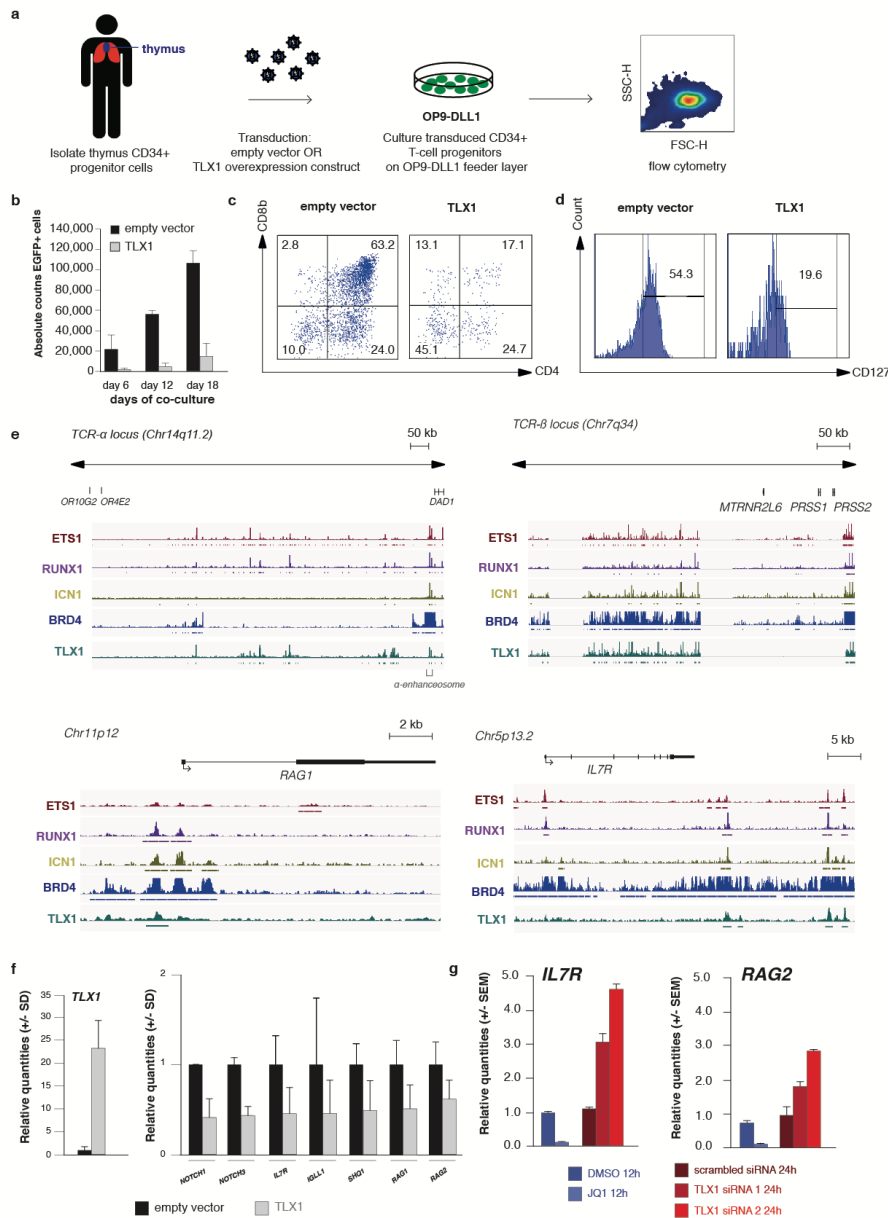 a
thymus
Isolate thymus CD34+
progenitor cells
Transduction:
empty vector OR
TLX1 overexpression construct
OP9-DLL1
Culture transduced CD34+
T-cell progenitors
on OP9-DLL1 feeder layer
SSC-H
FSC-H
flow cytometry
b
Absolute coutns EGFP+ cells
140,000
120,000
100,000
80,000
60,000
40,000
20,000
0
empty vector
TLX1
day 6
day 12
day 18
days of co-culture
c
CD8b
empty vector
TLX1
2.8
63.2
10.0
24.0
13.1
17.1
45.1
24.7
CD4
d
Count
empty vector
TLX1
54.3
19.6
CD127
e
TCR-α locus (Chr14q11.2)
50 kb
OR10G2
OR4E2
DAD1
ETS1
RUNX1
ICN1
BRD4
TLX1
α-enhanceosome
TCR-ß locus (Chr7q34)
50 kb
MTRNR2L6
PRSS1
PRSS2
ETS1
RUNX1
ICN1
BRD4
TLX1
Chr11p12
2 kb
RAG1
ETS1
RUNX1
ICN1
BRD4
TLX1
Chr5p13.2
5 kb
IL7R
ETS1
RUNX1
ICN1
BRD4
TLX1
f
Relative quantities (+/- SD)
TLX1
35
30
25
20
15
10
5
0
Relative quantities (+/- SD)
2
1
0
NOTCH1
NOTCH3
IL7R
IGLL1
SHQ1
RAG1
RAG2
empty vector
TLX1
g
IL7R
Relative quantities (+/- SEM)
5.0
4.0
3.0
2.0
1.0
0.0
RAG2
Relative quantities (+/- SEM)
5.0
4.0
3.0
2.0
1.0
0.0
DMSO 12h
JQ1 12h
scrambled siRNA 24h
TLX1 siRNA 1 24h
TLX1 siRNA 2 24h